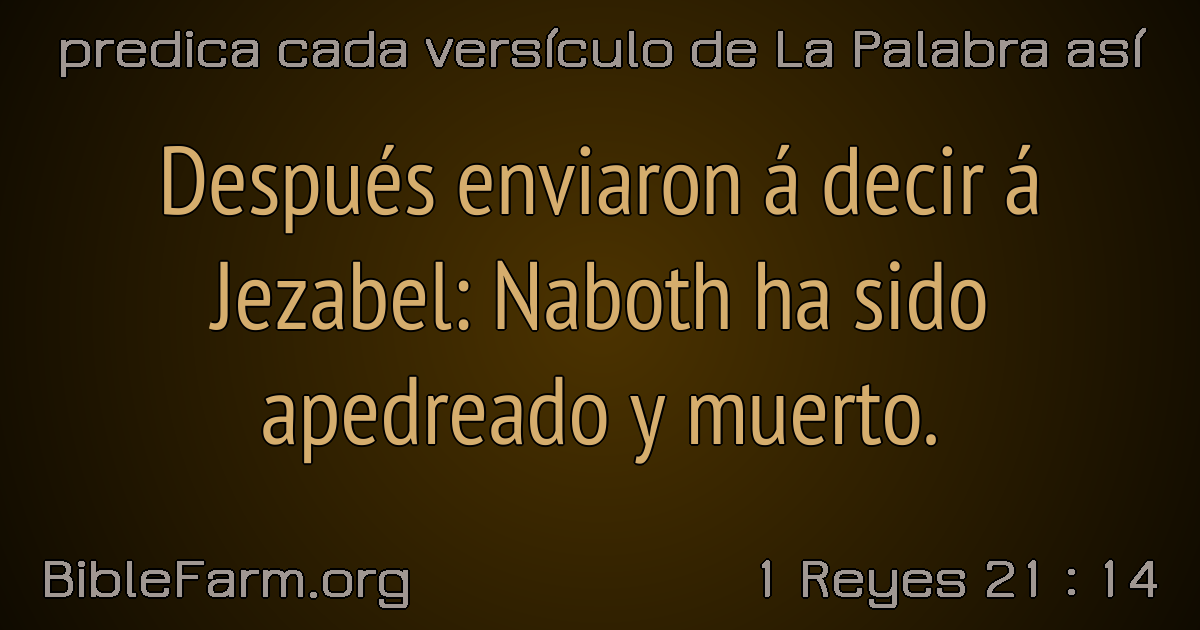 predica cada versículo de La Palabra así
Después enviaron á decir á
Jezabel: Naboth ha sido
apedreado y muerto.
BibleFarm.org
1 Reyes 21 : 14